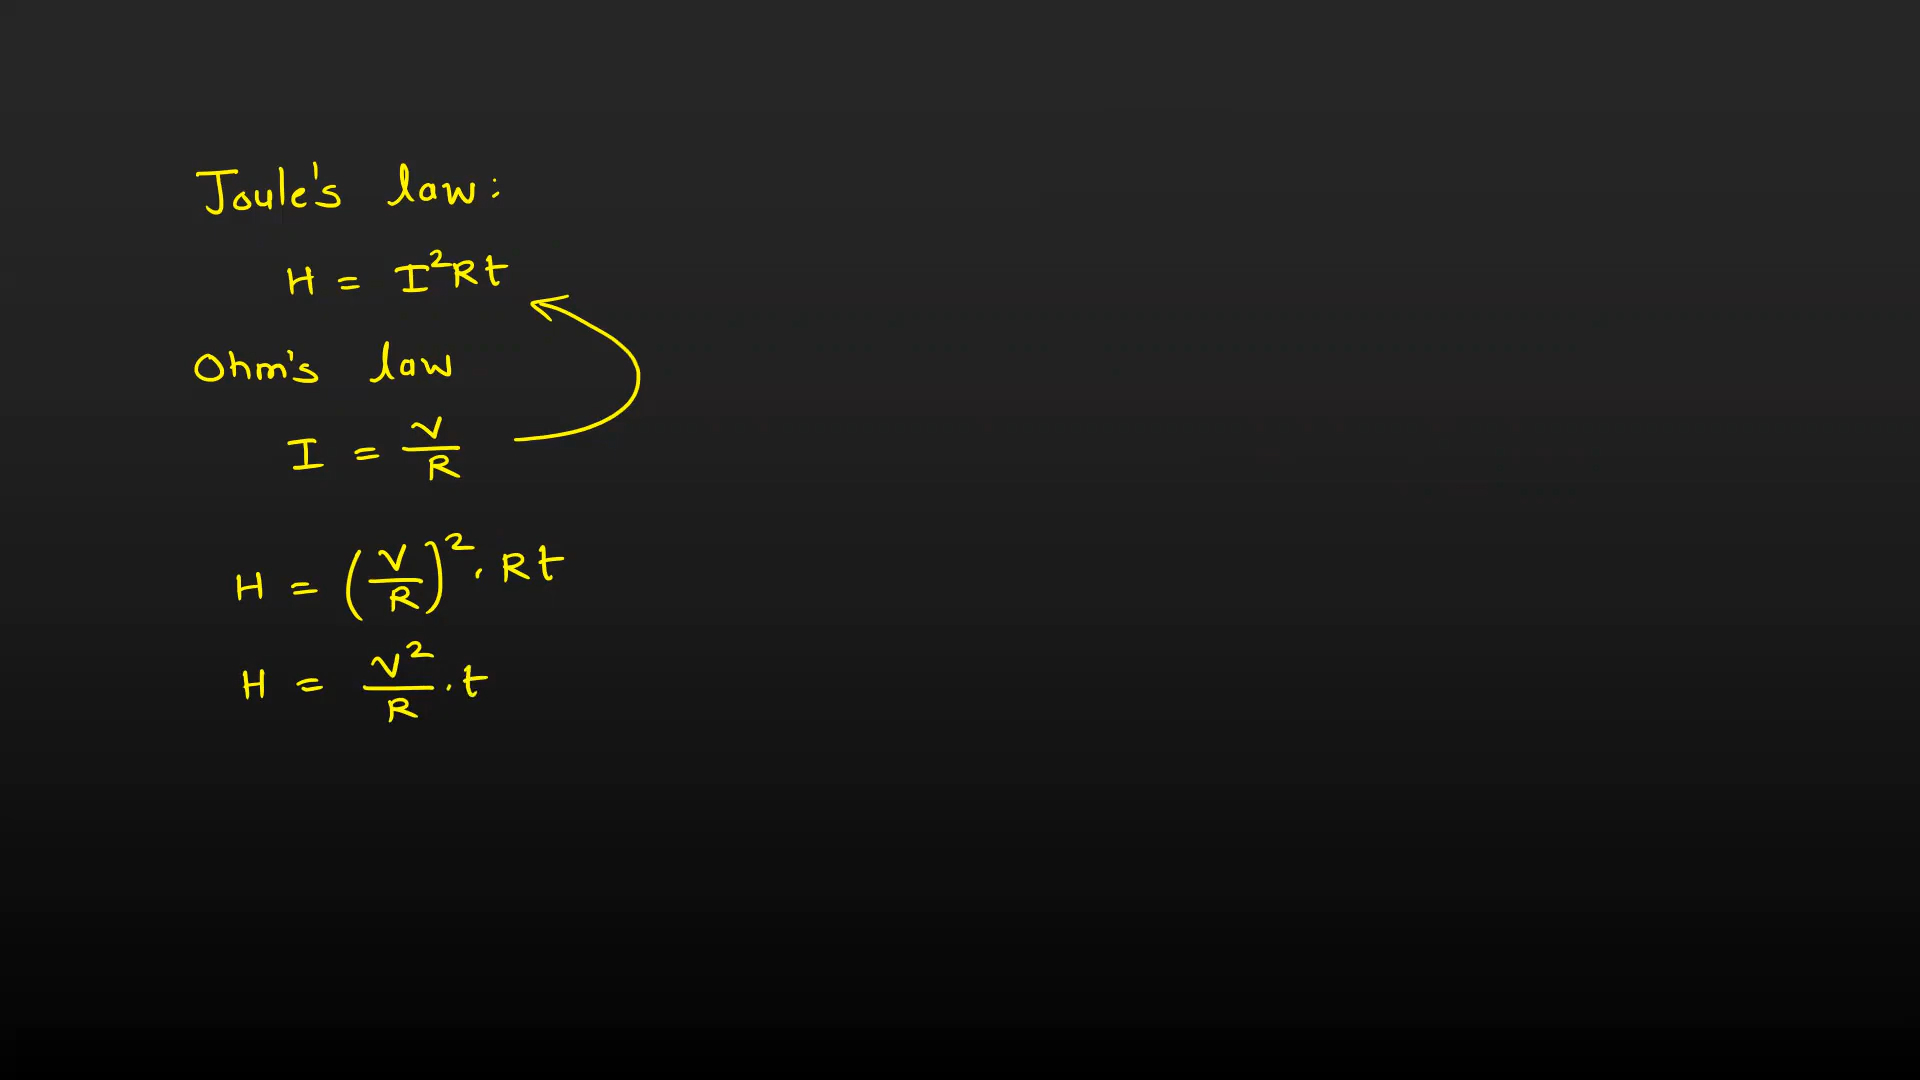 Joule's law:
H = I²Rt
Ohm's law
I = V/R
H = (V/R)² · Rt
H = V²/R · t